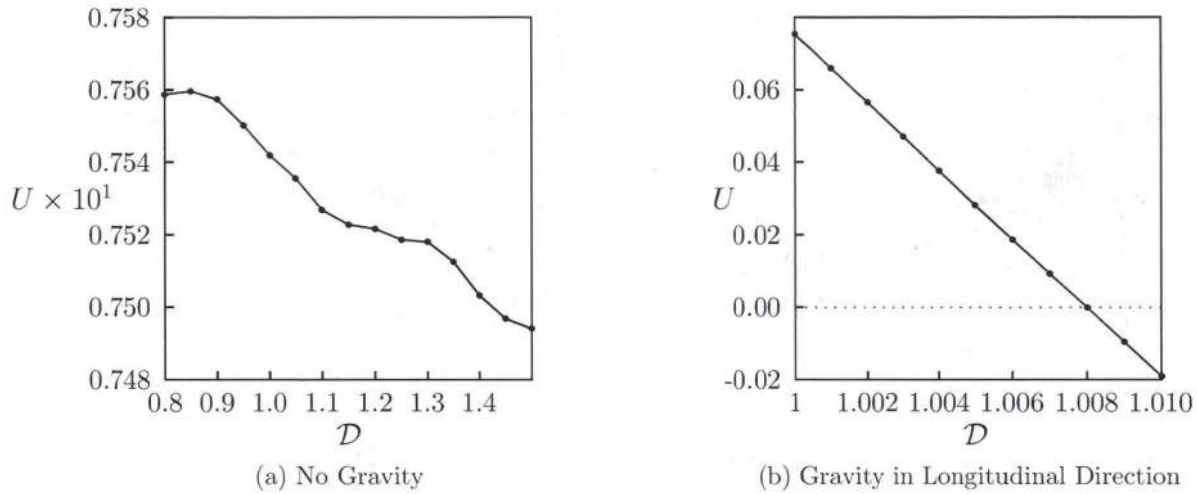 0.758
0.756
0.754
U × 10¹
0.752
0.750
0.748
0.8 0.9 1.0 1.1 1.2 1.3 1.4
𝒟
(a) No Gravity
U
0.06
0.04
U
0.02
0.00
-0.02
1 1.002 1.004 1.006 1.008 1.010
𝒟
(b) Gravity in Longitudinal Direction